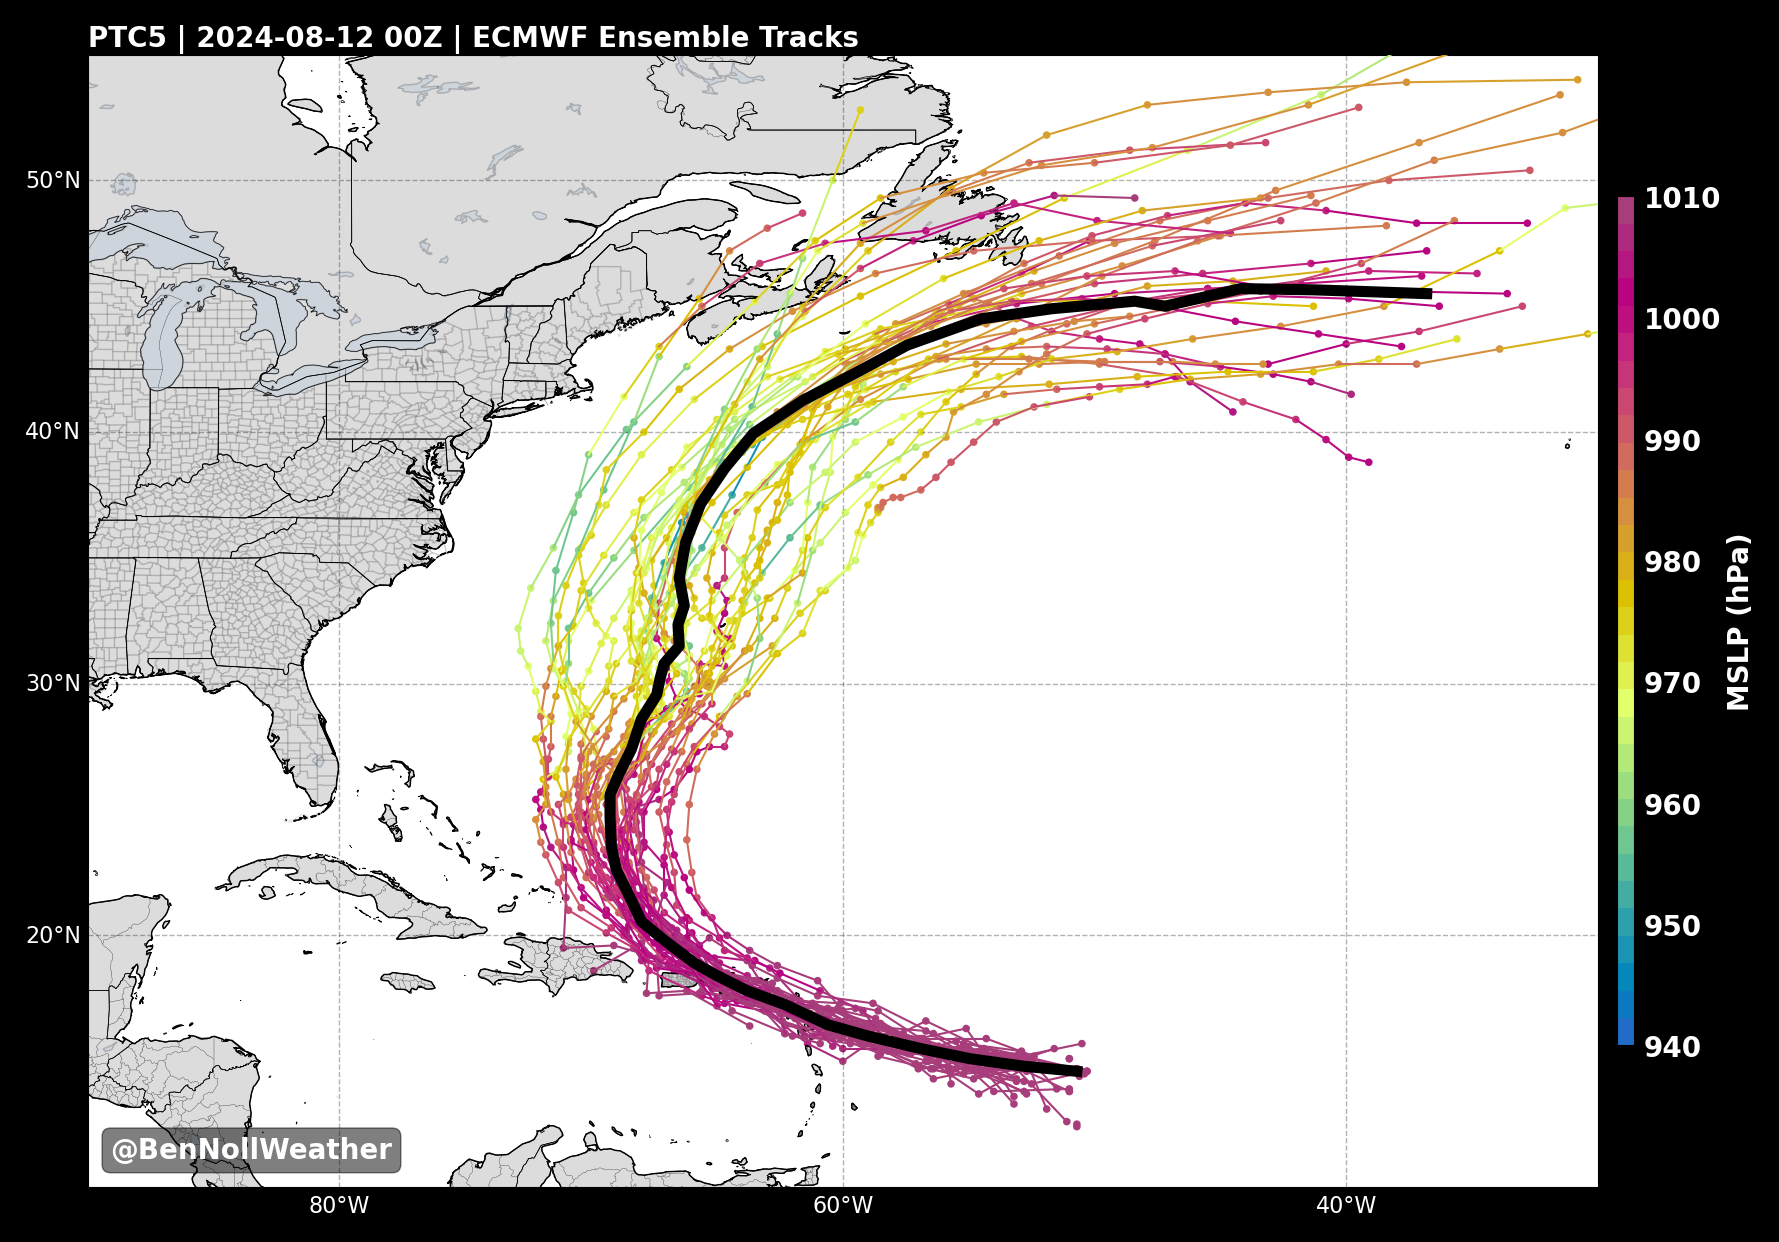 PTC5 | 2024-08-12 00Z | ECMWF Ensemble Tracks
50°N
40°N
30°N
20°N
80°W
60°W
40°W
1010
1000
990
980
970
960
950
940
MSLP (hPa)
@BenNollWeather